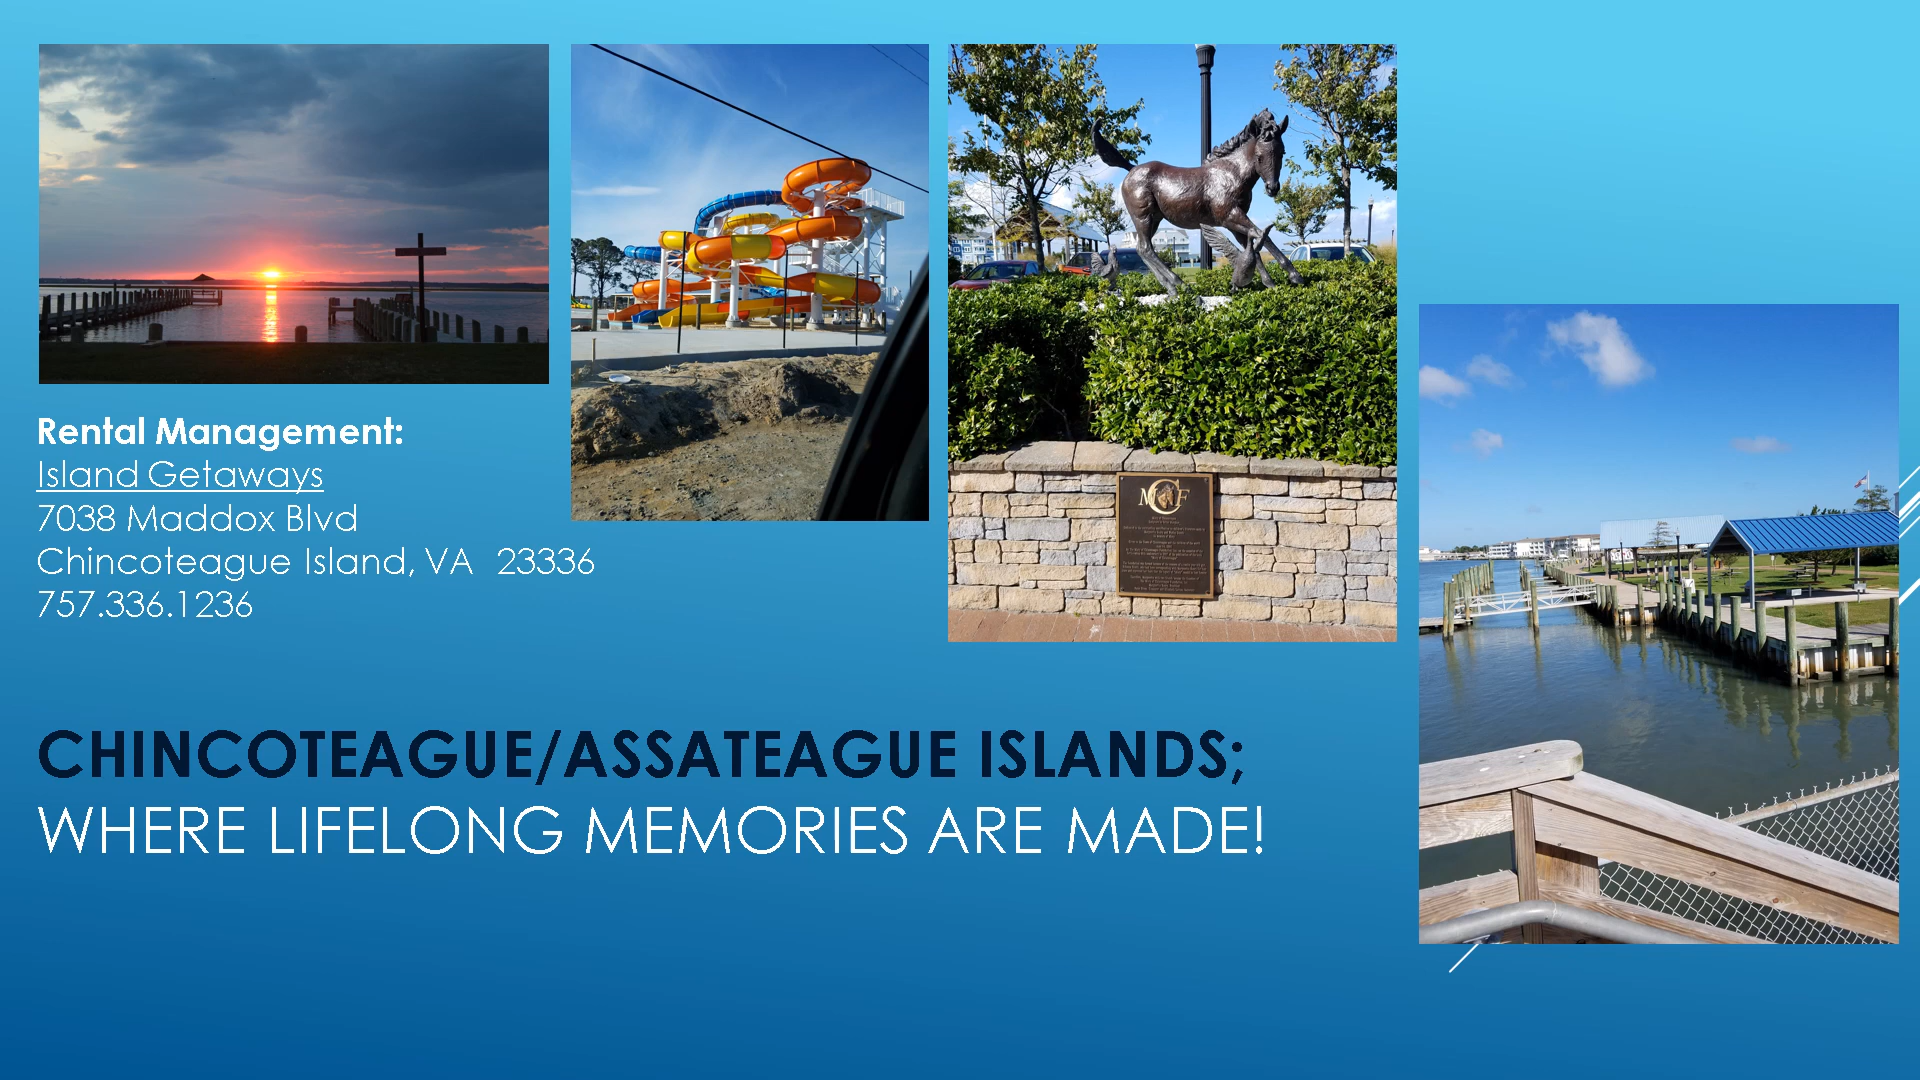 Rental Management:
Island Getaways
7038 Maddox Blvd
Chincoteague Island, VA  23336
757.336.1236
CHINCOTEAGUE/ASSATEAGUE ISLANDS;
WHERE LIFELONG MEMORIES ARE MADE!